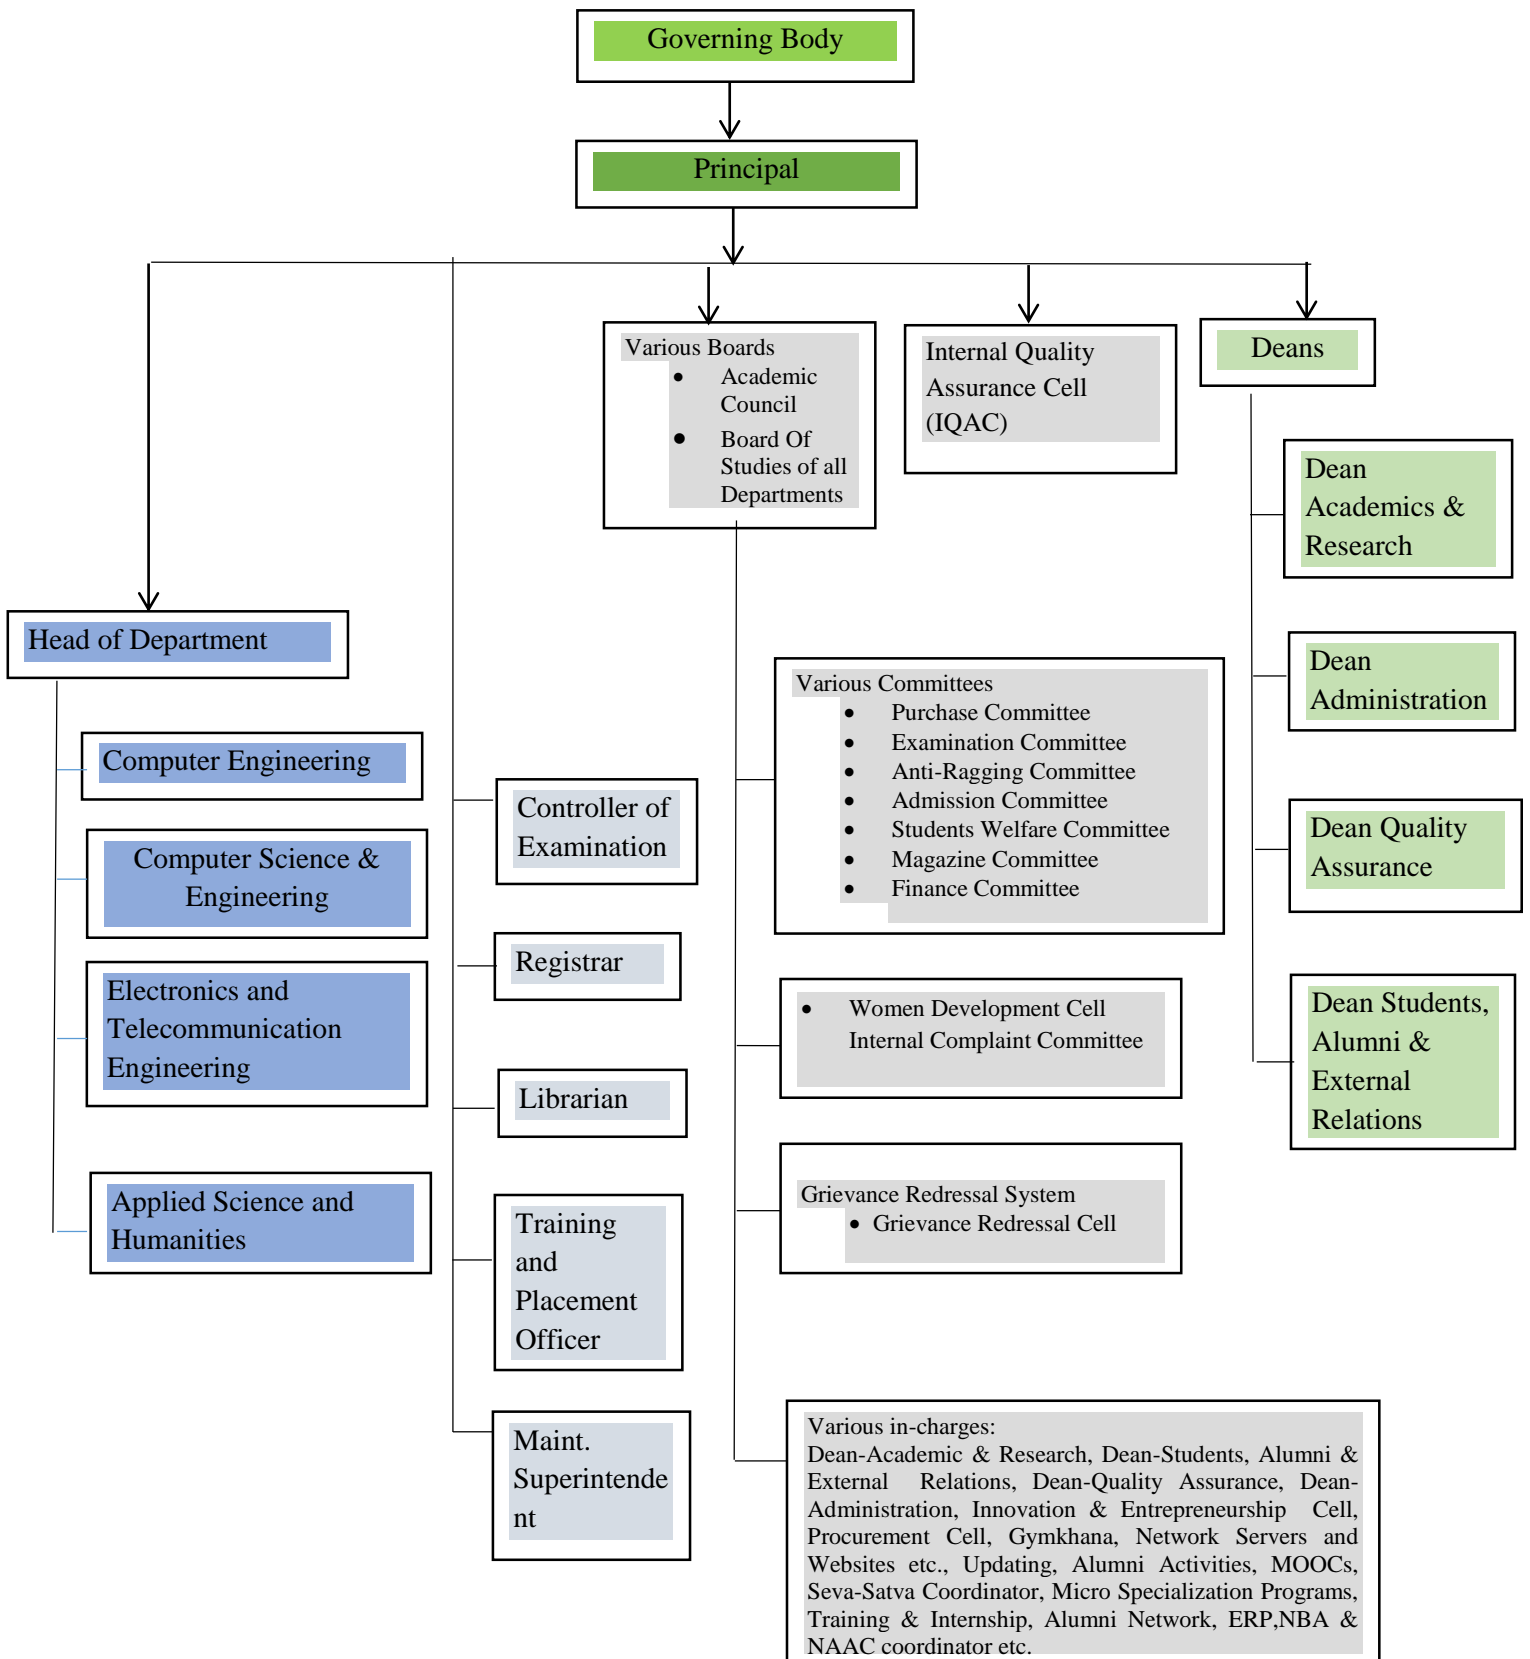 Governing Body
Principal
Various Boards
• Academic
Council
• Board Of
Studies of all
Departments
Internal Quality
Assurance Cell
(IQAC)
Deans
Dean
Academics &
Research
Dean
Administration
Dean Quality
Assurance
Dean Students,
Alumni &
External
Relations
Head of Department
Computer Engineering
Computer Science &
Engineering
Electronics and
Telecommunication
Engineering
Applied Science and
Humanities
Controller of
Examination
Registrar
Librarian
Training
and
Placement
Officer
Maint.
Superintende
nt
Various Committees
• Purchase Committee
• Examination Committee
• Anti-Ragging Committee
• Admission Committee
• Students Welfare Committee
• Magazine Committee
• Finance Committee
• Women Development Cell
Internal Complaint Committee
Grievance Redressal System
• Grievance Redressal Cell
Various in-charges:
Dean-Academic & Research, Dean-Students, Alumni &
External Relations, Dean-Quality Assurance, Dean-
Administration, Innovation & Entrepreneurship Cell,
Procurement Cell, Gymkhana, Network Servers and
Websites etc., Updating, Alumni Activities, MOOCs,
Seva-Satva Coordinator, Micro Specialization Programs,
Training & Internship, Alumni Network, ERP,NBA &
NAAC coordinator etc.